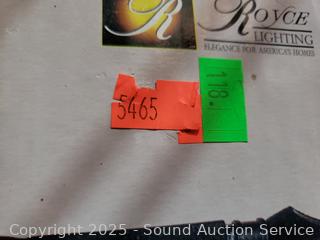 R
Royce
LIGHTING
ELEGANCE FOR AMERICA'S HOMES
5465
118
Copyright 2025 - Sound Auction Service